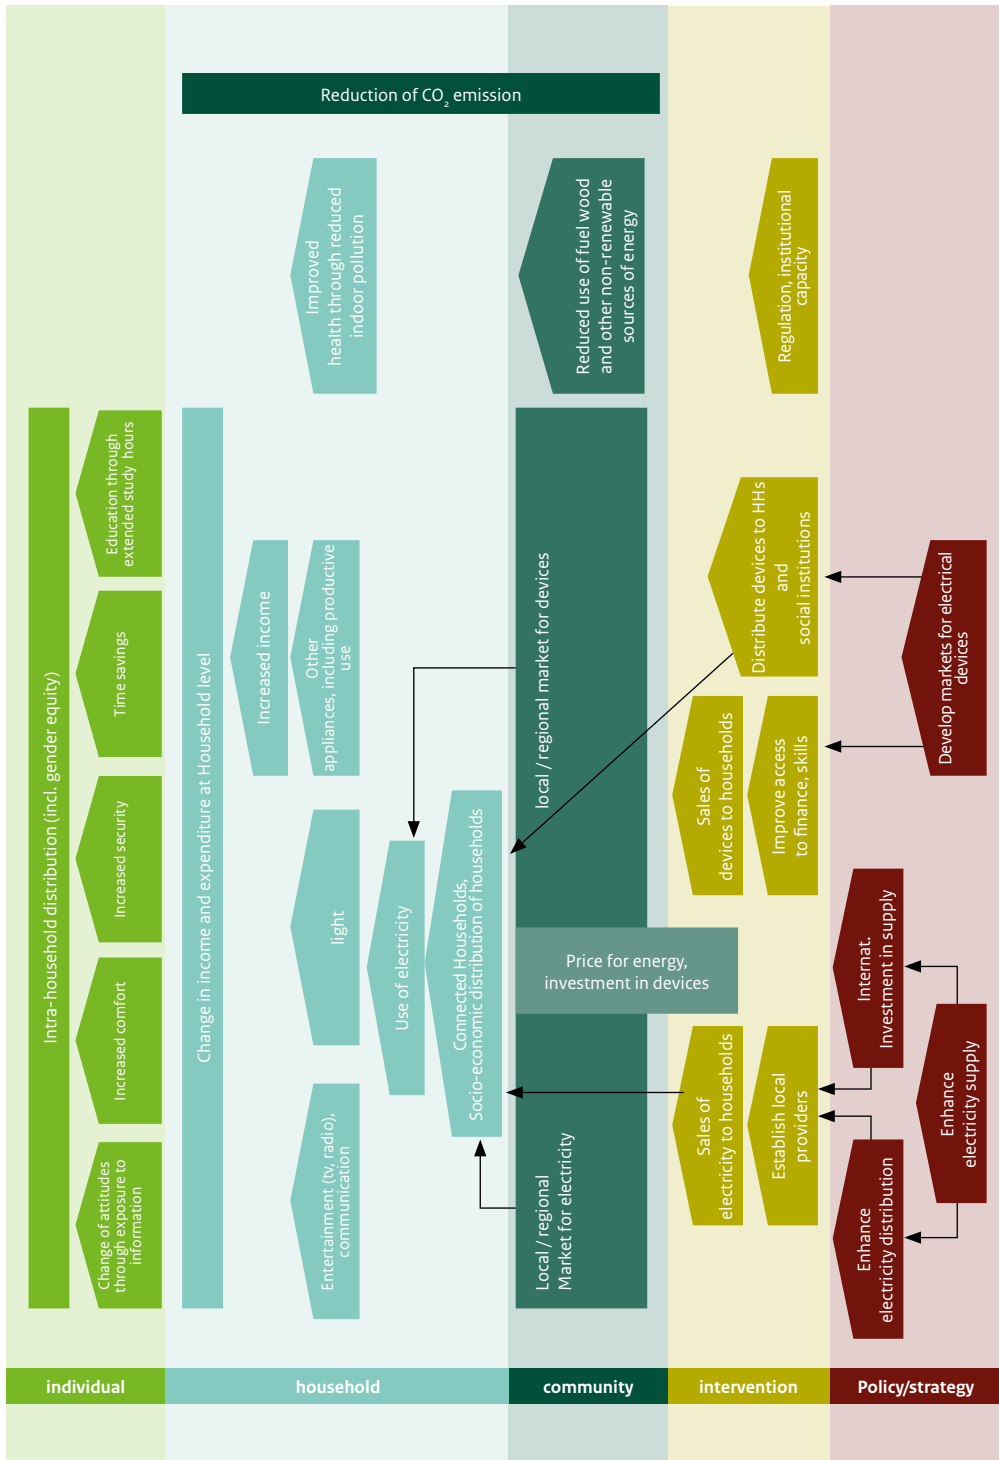 Reduction of CO₂ emission
Improved
health through reduced
indoor pollution
Reduced use of fuel wood
and other non-renewable
sources of energy
Regulation, institutional
capacity
Intra-household distribution (incl. gender equity)
Change of attitudes
through exposure to
information
Increased comfort
Increased security
Time savings
Education through
extended study hours
Change in income and expenditure at Household level
Increased income
Entertainment (tv, radio),
communication
light
Other
appliances, including productive
use
Use of electricity
Connected Households,
Socio-economic distribution of households
Local / regional
Market for electricity
local / regional market for devices
Price for energy,
investment in devices
Sales of
electricity to households
Establish local
providers
Sales of
devices to households
Improve access
to finance, skills
Distribute devices to HHs
and
social institutions
Enhance
electricity distribution
Internat.
Investment in supply
Enhance
electricity supply
Develop markets for electrical
devices
individual
household
community
intervention
Policy/strategy